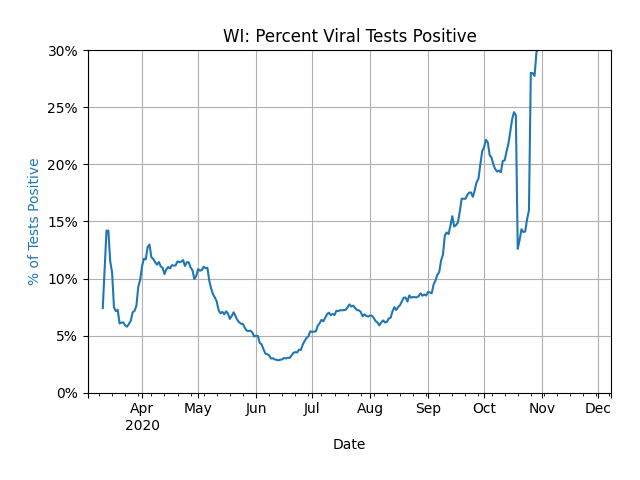 WI: Percent Viral Tests Positive
30%
25%
20%
15%
10%
5%
0%
% of Tests Positive
Apr May Jun Jul Aug Sep Oct Nov Dec
2020
Date